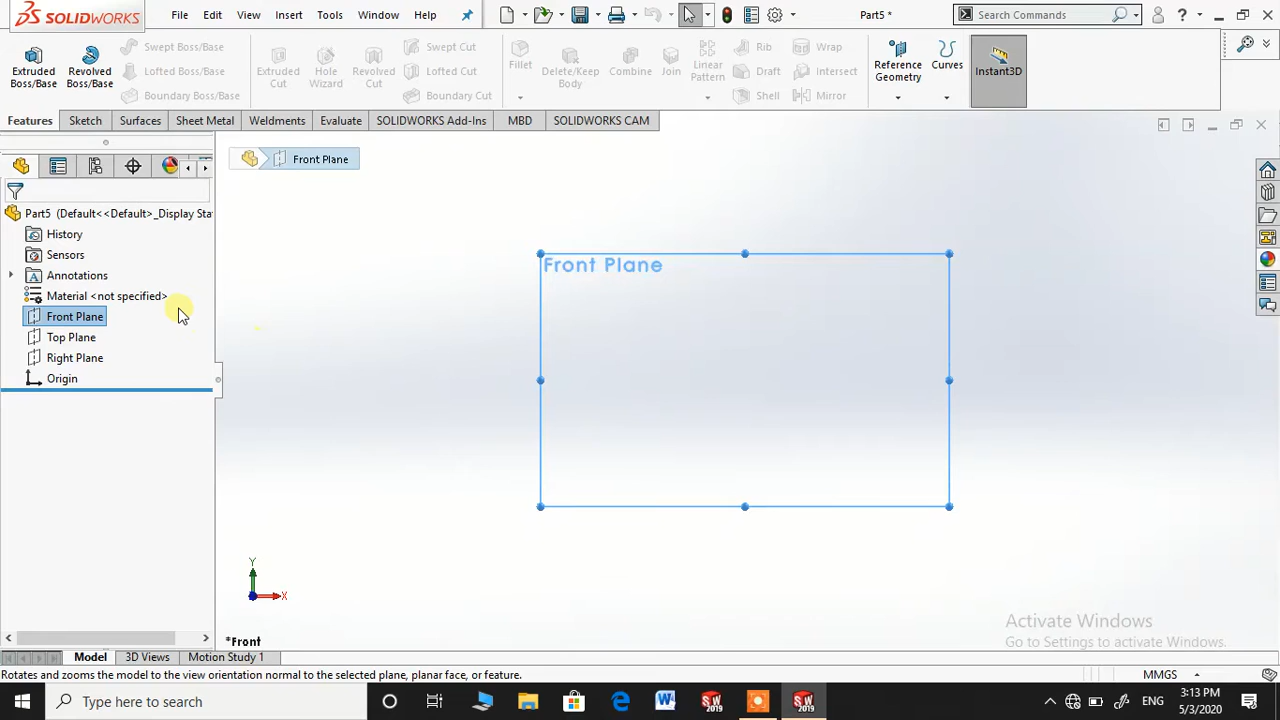 SOLIDWORKS File Edit View Insert Tools Window Help Part5 * Search Commands
Extruded Boss/Base
Revolved Boss/Base
Swept Boss/Base
Lofted Boss/Base
Boundary Boss/Base
Extruded Cut
Hole Wizard
Revolved Cut
Swept Cut
Lofted Cut
Boundary Cut
Fillet
Delete/Keep Body
Combine
Join
Linear Pattern
Rib
Draft
Shell
Wrap
Intersect
Mirror
Reference Geometry
Curves
Instant3D
Features Sketch Surfaces Sheet Metal Weldments Evaluate SOLIDWORKS Add-Ins MBD SOLIDWORKS CAM
Front Plane
Part5 (Default<<Default>_Display Sta
History
Sensors
Annotations
Material <not specified>
Front Plane
Top Plane
Right Plane
Origin
Front Plane
Y
X
*Front
Activate Windows
Go to Settings to activate Windows.
Model 3D Views Motion Study 1
Rotates and zooms the model to the view orientation normal to the selected plane, planar face, or feature. MMGS
Type here to search
ENG
3:13 PM
5/3/2020